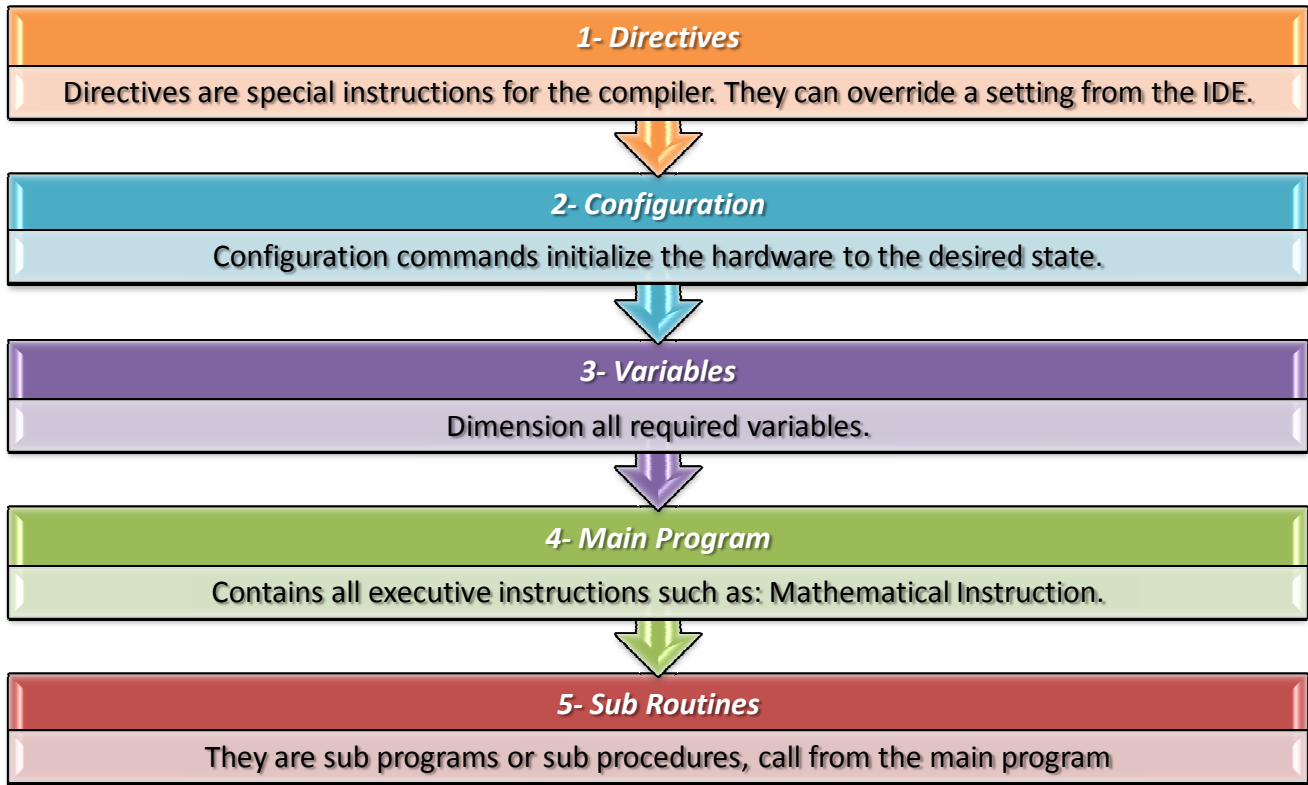 1- Directives
Directives are special instructions for the compiler. They can override a setting from the IDE.
2- Configuration
Configuration commands initialize the hardware to the desired state.
3- Variables
Dimension all required variables.
4- Main Program
Contains all executive instructions such as: Mathematical Instruction.
5- Sub Routines
They are sub programs or sub procedures, call from the main program